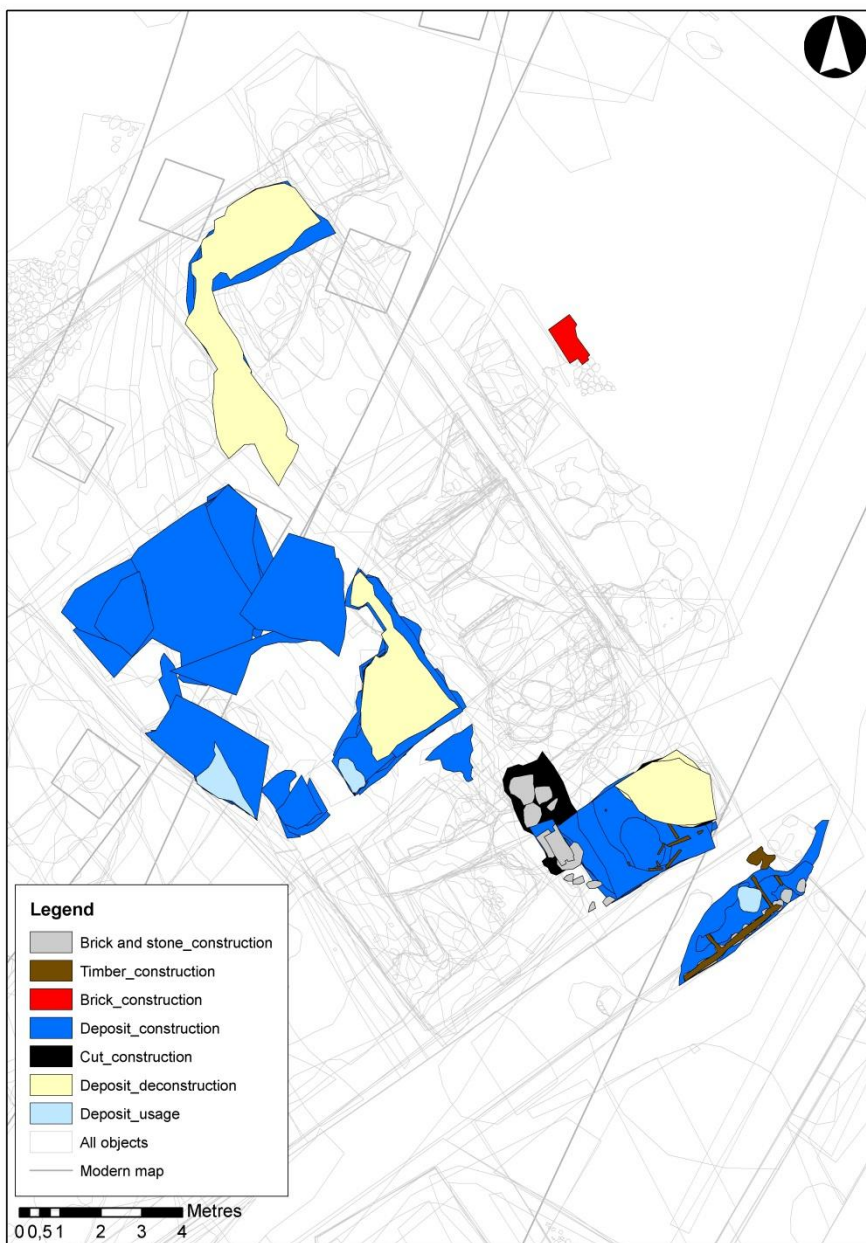 Legend
Brick and stone_construction
Timber_construction
Brick_construction
Deposit_construction
Cut_construction
Deposit_deconstruction
Deposit_usage
All objects
Modern map
Metres
0 0,5 1 2 3 4